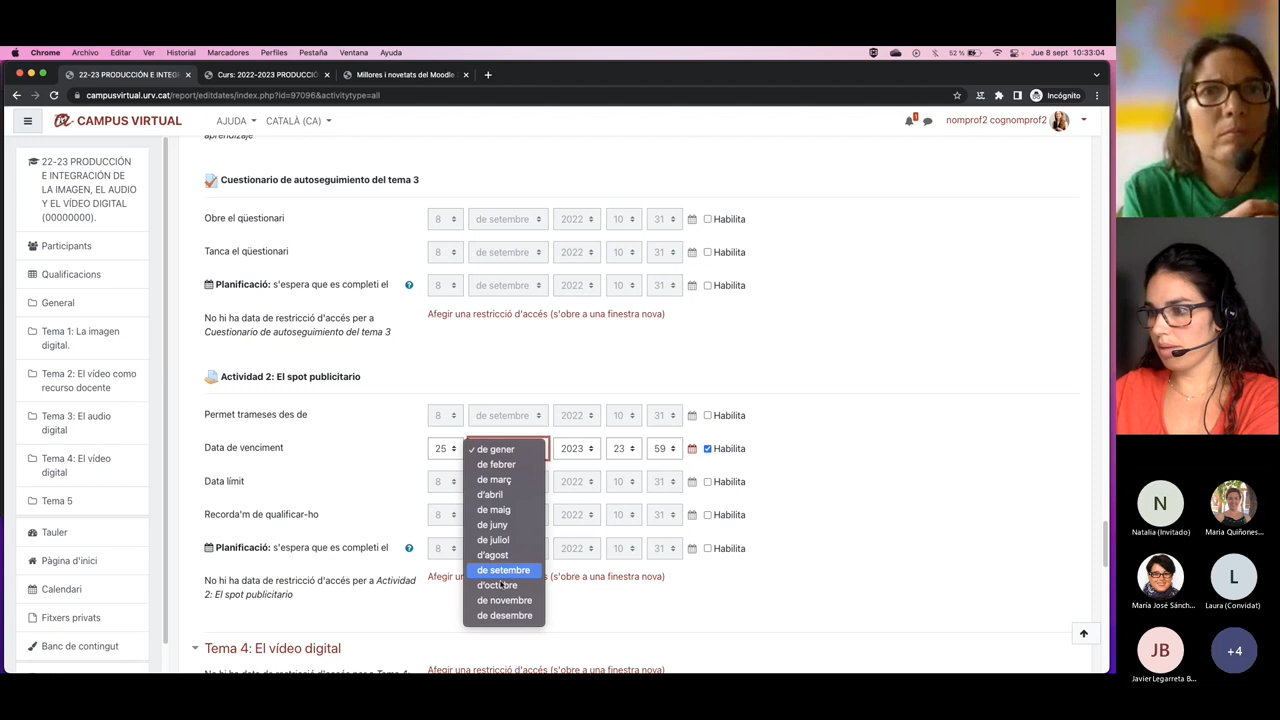 Chrome Archivo Editar Ver Historial Marcadores Perfiles Pestaña Ventana Ayuda 52 % Jue 8 sept 10:33:04
22-23 PRODUCCIÓN E INTEGR Curs: 2022-2023 PRODUCCI Millores i novetats del Moodle
campusvirtual.urv.cat/report/editdates/index.php?id=97096&activitytype=all Incógnito
CAMPUS VIRTUAL AJUDA CATALÀ (CA) 1 nomprof2 cognomprof2
aprendizaje
22-23 PRODUCCIÓN
E INTEGRACIÓN DE
LA IMAGEN, EL AUDIO
Y EL VÍDEO DIGITAL
(00000000).
Participants
Qualificacions
General
Tema 1: La imagen
digital.
Tema 2: El vídeo como
recurso docente
Tema 3: El audio
digital
Tema 4: El vídeo
digital
Tema 5
Tauler
Pàgina d'inici
Calendari
Fitxers privats
Banc de contingut
Cuestionario de autoseguimiento del tema 3
Obre el qüestionari 8 de setembre 2022 10 31 Habilita
Tanca el qüestionari 8 de setembre 2022 10 31 Habilita
Planificació: s'espera que es completi el 8 de setembre 2022 10 31 Habilita
No hi ha data de restricció d'accés per a Afegir una restricció d'accés (s'obre a una finestra nova)
Cuestionario de autoseguimiento del tema 3
Actividad 2: El spot publicitario
Permet trameses des de 8 de setembre 2022 10 31 Habilita
Data de venciment 25 ✓ de gener 2023 23 59 Habilita
de febrer
de març
Data límit 8 2022 10 31 Habilita
d'abril
de maig
Recorda'm de qualificar-ho 8 2022 10 31 Habilita
de juny
de juliol
Planificació: s'espera que es completi el 8 2022 10 31 Habilita
d'agost
de setembre
No hi ha data de restricció d'accés per a Actividad Afegir un s'obre a una finestra nova)
d'octubre
2: El spot publicitario
de novembre
de desembre
Tema 4: El vídeo digital
Afegir una restricció d'accés (s'obre a una finestra nova)
N
Natalia (Invitado) Maria Quiñones...
L
María José Sánch... Laura (Convidat)
JB +4
Javier Legarreta B...